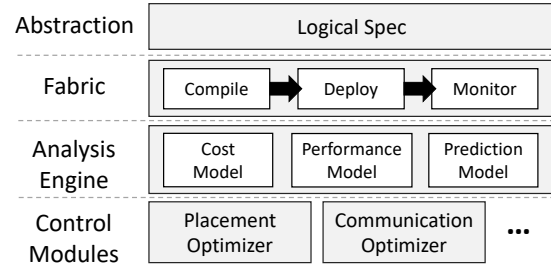 Abstraction
Logical Spec
Fabric
Compile
Deploy
Monitor
Analysis
Engine
Cost
Model
Performance
Model
Prediction
Model
Control
Modules
Placement
Optimizer
Communication
Optimizer
...